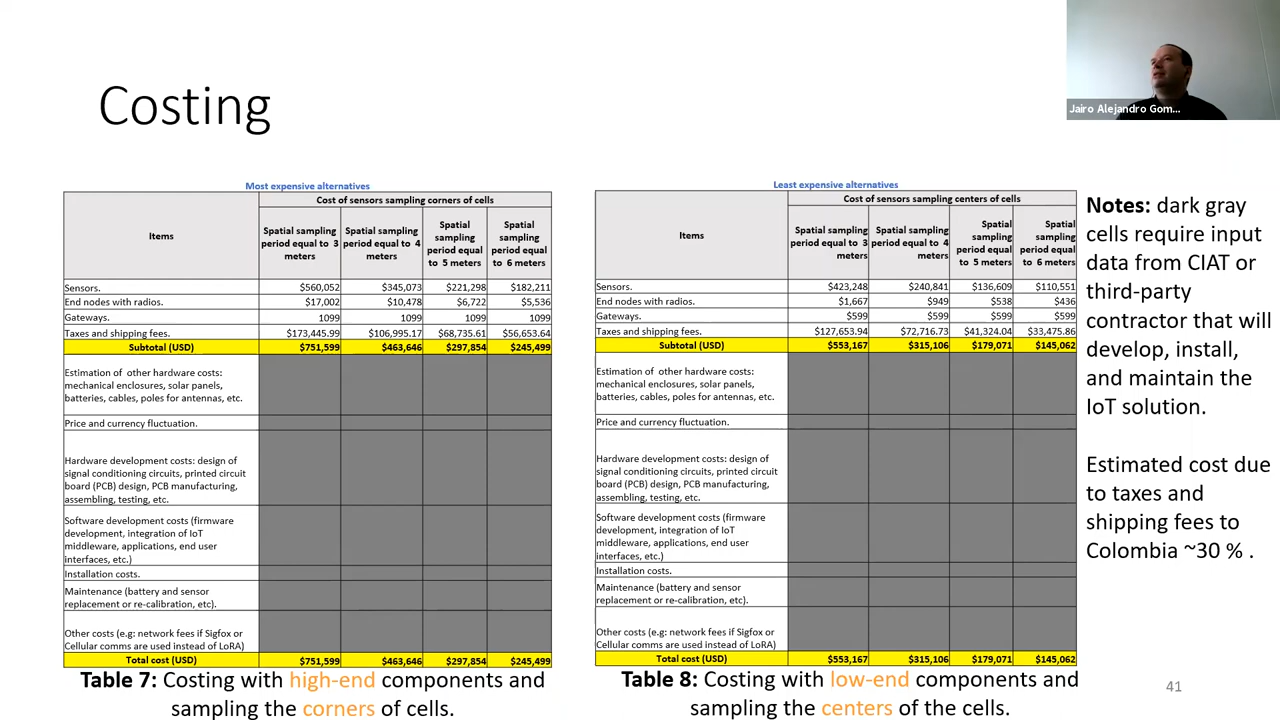 Costing
Jairo Alejandro Gom...
Most expensive alternatives
Items
Cost of sensors sampling corners of cells
Spatial sampling period equal to 3 meters
Spatial sampling period equal to 4 meters
Spatial sampling period equal to 5 meters
Spatial sampling period equal to 6 meters
Sensors. $560,052 $345,073 $221,298 $182,211
End nodes with radios. $17,002 $10,478 $6,722 $5,536
Gateways. 1099 1099 1099 1099
Taxes and shipping fees. $173,445.99 $106,995.17 $68,735.61 $56,653.64
Subtotal (USD) $751,599 $463,646 $297,854 $245,499
Estimation of other hardware costs:
mechanical enclosures, solar panels,
batteries, cables, poles for antennas, etc.
Price and currency fluctuation.
Hardware development costs: design of
signal conditioning circuits, printed circuit
board (PCB) design, PCB manufacturing,
assembling, testing, etc.
Software development costs (firmware
development, integration of IoT
middleware, applications, end user
interfaces, etc.)
Installation costs.
Maintenance (battery and sensor
replacement or re-calibration, etc).
Other costs (e.g: network fees if Sigfox or
Cellular comms are used instead of LoRA)
Total cost (USD) $751,599 $463,646 $297,854 $245,499
Table 7: Costing with high-end components and
sampling the corners of cells.
Least expensive alternatives
Items
Cost of sensors sampling centers of cells
Spatial sampling period equal to 3 meters
Spatial sampling period equal to 4 meters
Spatial sampling period equal to 5 meters
Spatial sampling period equal to 6 meters
Sensors. $423,248 $240,841 $136,609 $110,551
End nodes with radios. $1,667 $949 $538 $436
Gateways. $599 $599 $599 $599
Taxes and shipping fees. $127,653.94 $72,716.73 $41,324.04 $33,475.86
Subtotal (USD) $553,167 $315,106 $179,071 $145,062
Estimation of other hardware costs:
mechanical enclosures, solar panels,
batteries, cables, poles for antennas, etc.
Price and currency fluctuation.
Hardware development costs: design of
signal conditioning circuits, printed circuit
board (PCB) design, PCB manufacturing,
assembling, testing, etc.
Software development costs (firmware
development, integration of IoT
middleware, applications, end user
interfaces, etc.)
Installation costs.
Maintenance (battery and sensor
replacement or re-calibration, etc).
Other costs (e.g: network fees if Sigfox or
Cellular comms are used instead of LoRA)
Total cost (USD) $553,167 $315,106 $179,071 $145,062
Table 8: Costing with low-end components and
sampling the centers of the cells.
Notes: dark gray
cells require input
data from CIAT or
third-party
contractor that will
develop, install,
and maintain the
IoT solution.
Estimated cost due
to taxes and
shipping fees to
Colombia ~30 % .
41